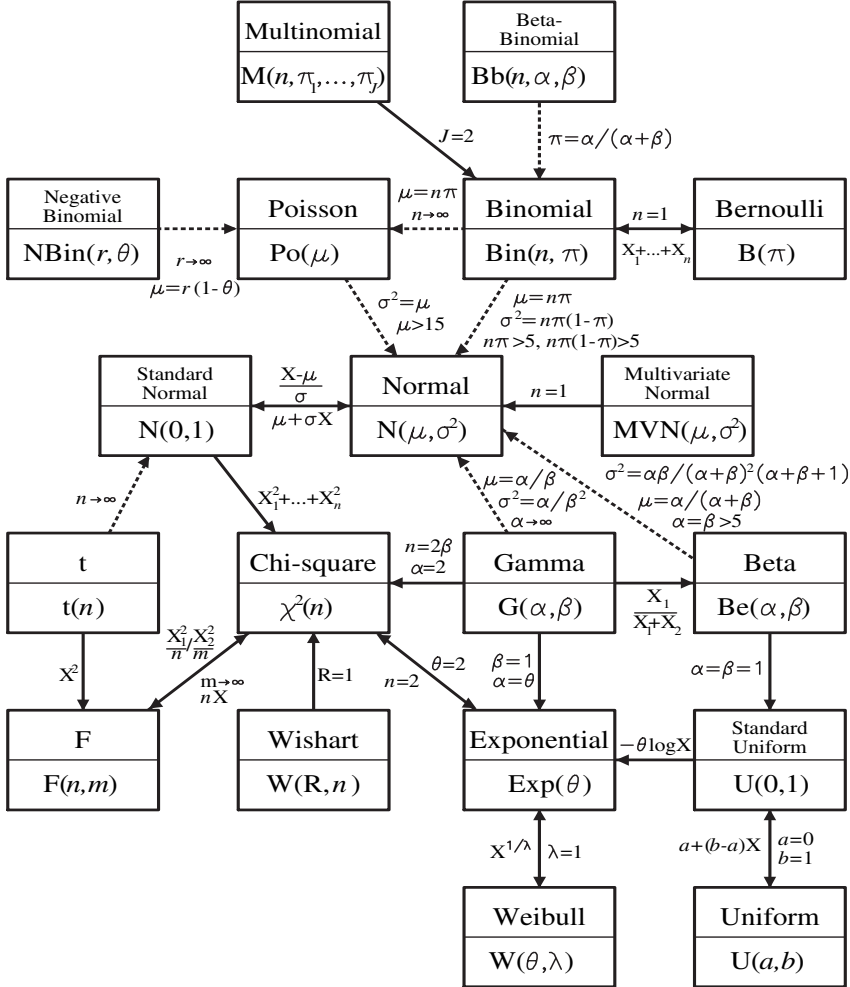 Multinomial
M(n,π₁,...,π_J)
Beta-
Binomial
Bb(n,α,β)
J=2
π=α/(α+β)
Negative
Binomial
NBin(r,θ)
r→∞
μ=r(1-θ)
Poisson
Po(μ)
μ=nπ
n→∞
Binomial
Bin(n,π)
n=1
X₁+...+Xₙ
Bernoulli
B(π)
σ²=μ
μ>15
μ=nπ
σ²=nπ(1-π)
nπ>5, nπ(1-π)>5
Standard
Normal
N(0,1)
X-μ
σ
μ+σX
Normal
N(μ,σ²)
n=1
Multivariate
Normal
MVN(μ,σ²)
n→∞
X₁²+...+Xₙ²
μ=α/β
σ²=α/β²
α→∞
σ²=αβ/(α+β)²(α+β+1)
μ=α/(α+β)
α=β>5
t
t(n)
Chi-square
χ²(n)
n=2β
α=2
Gamma
G(α,β)
X₁
X₁+X₂
Beta
Be(α,β)
X²
X₁²/X₂²
n / m
m→∞
nX
R=1
θ=2
n=2
β=1
α=θ
α=β=1
F
F(n,m)
Wishart
W(R,n)
Exponential
Exp(θ)
−θlogX
Standard
Uniform
U(0,1)
X^1/λ
λ=1
a+(b-a)X
a=0
b=1
Weibull
W(θ,λ)
Uniform
U(a,b)